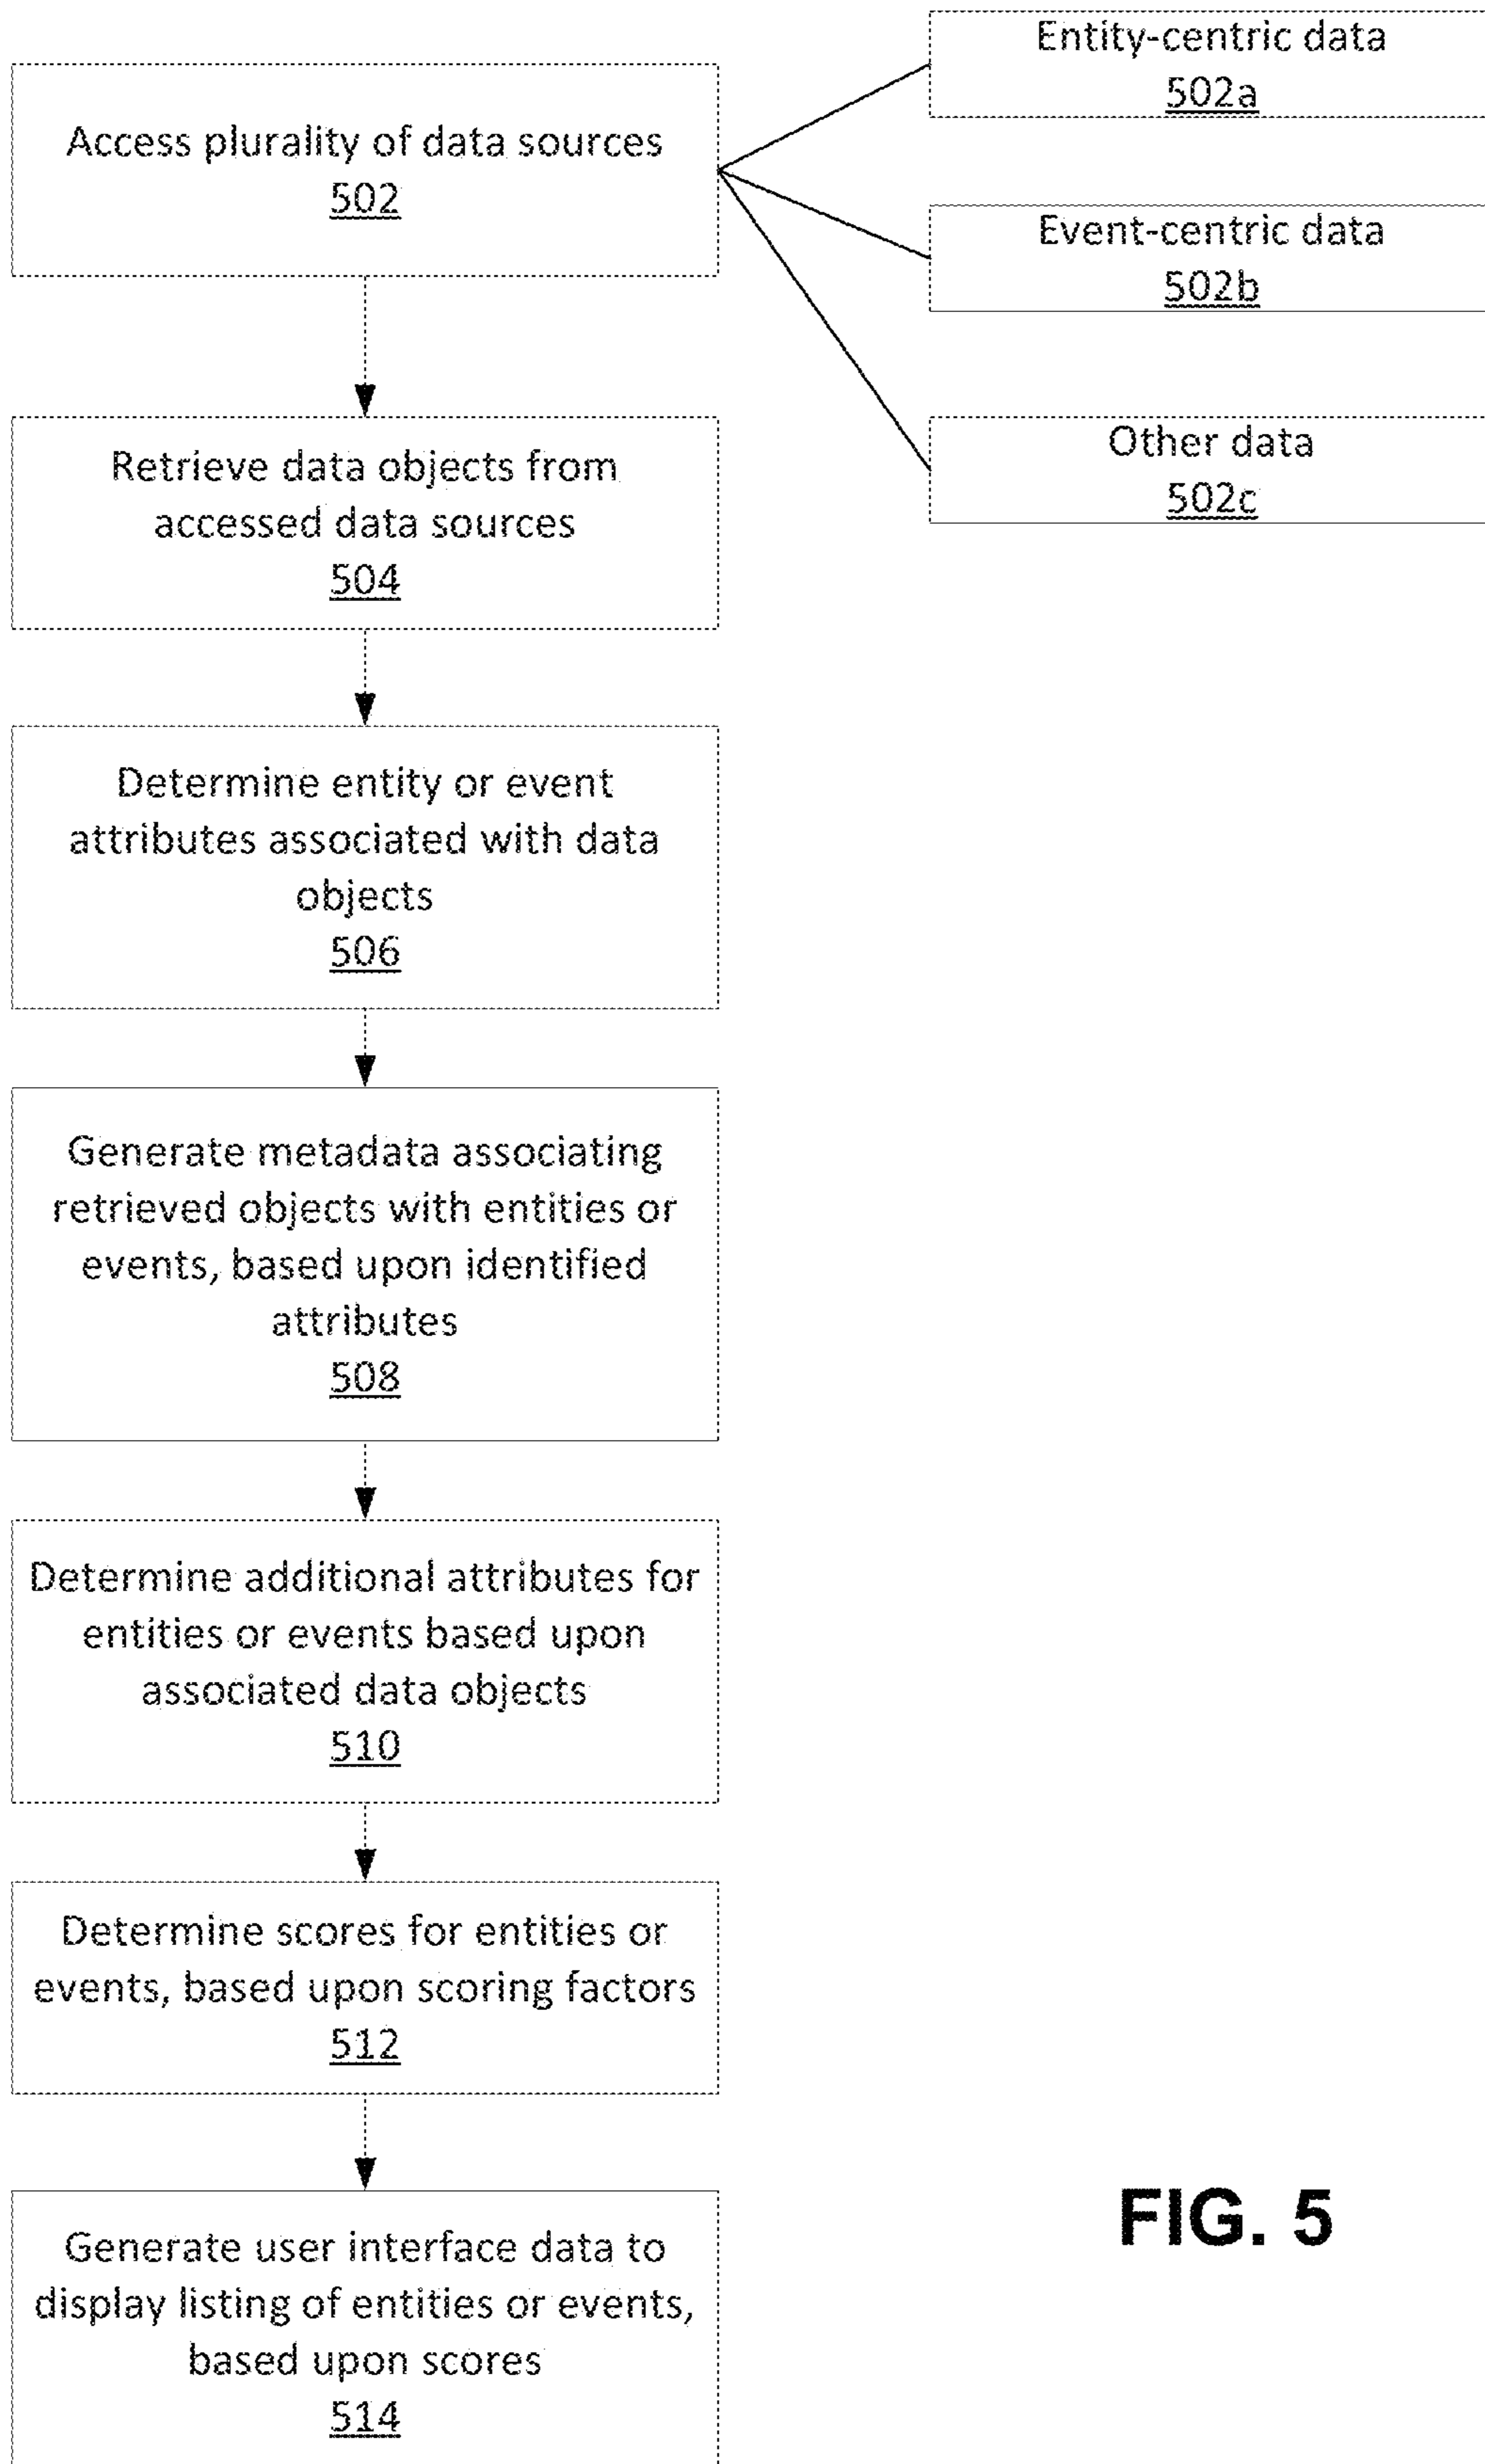 Access plurality of data sources
502
Entity-centric data
502a
Event-centric data
502b
Other data
502c
Retrieve data objects from
accessed data sources
504
Determine entity or event
attributes associated with data
objects
506
Generate metadata associating
retrieved objects with entities or
events, based upon identified
attributes
508
Determine additional attributes for
entities or events based upon
associated data objects
510
Determine scores for entities or
events, based upon scoring factors
512
Generate user interface data to
display listing of entities or events,
based upon scores
514
FIG. 5